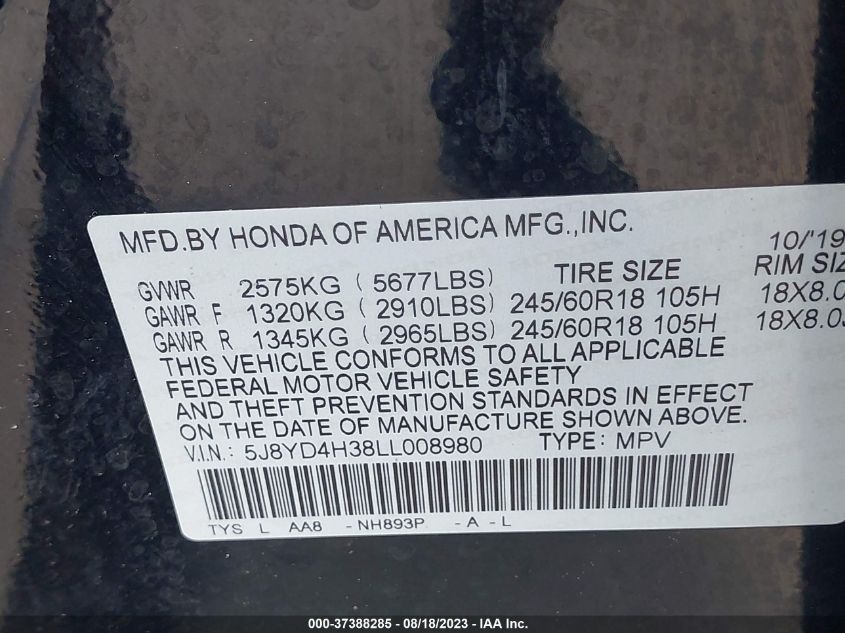 MFD.BY HONDA OF AMERICA MFG.,INC. 10/'19
GVWR 2575KG ( 5677LBS) TIRE SIZE RIM SIZ
GAWR F 1320KG ( 2910LBS) 245/60R18 105H 18X8.0
GAWR R 1345KG ( 2965LBS) 245/60R18 105H 18X8.0
THIS VEHICLE CONFORMS TO ALL APPLICABLE
FEDERAL MOTOR VEHICLE SAFETY
AND THEFT PREVENTION STANDARDS IN EFFECT
ON THE DATE OF MANUFACTURE SHOWN ABOVE.
V.I.N.: 5J8YD4H38LL008980 TYPE: MPV
TYS L AA8 -NH893P -A-L
000-37388285 - 08/18/2023 - IAA Inc.